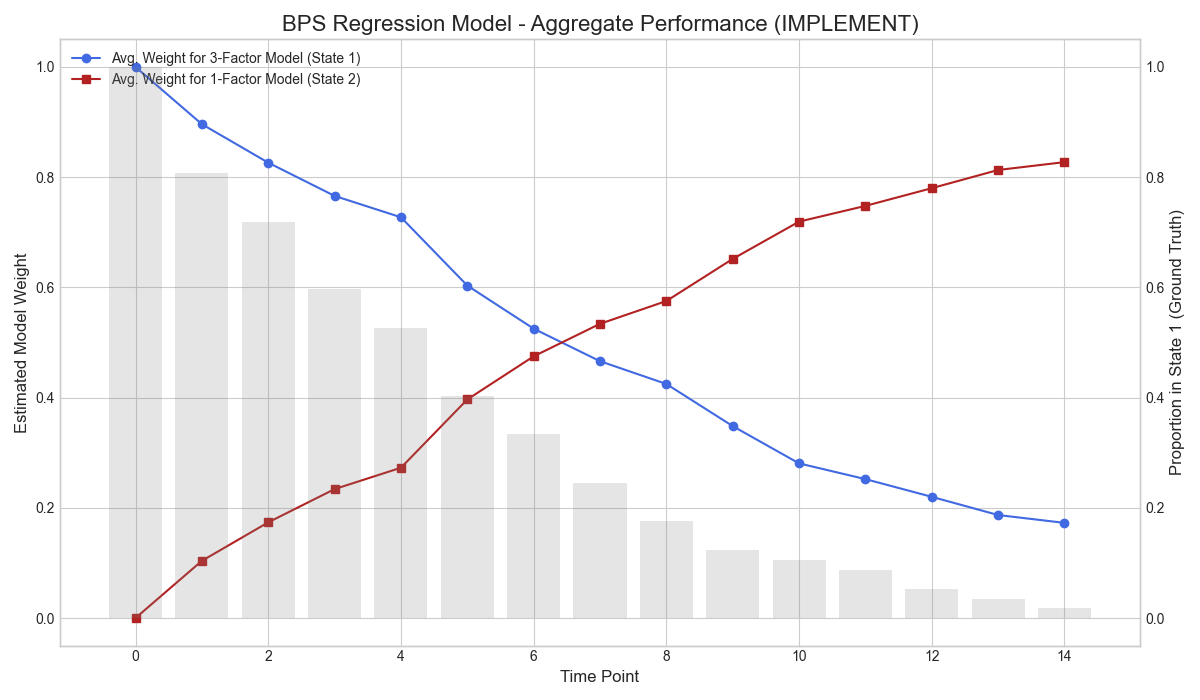 BPS Regression Model - Aggregate Performance (IMPLEMENT)
Avg. Weight for 3-Factor Model (State 1)
Avg. Weight for 1-Factor Model (State 2)
Estimated Model Weight
1.0
0.8
0.6
0.4
0.2
0.0
1.0
0.8
0.6
0.4
0.2
0.0
Proportion in State 1 (Ground Truth)
0 2 4 6 8 10 12 14
Time Point